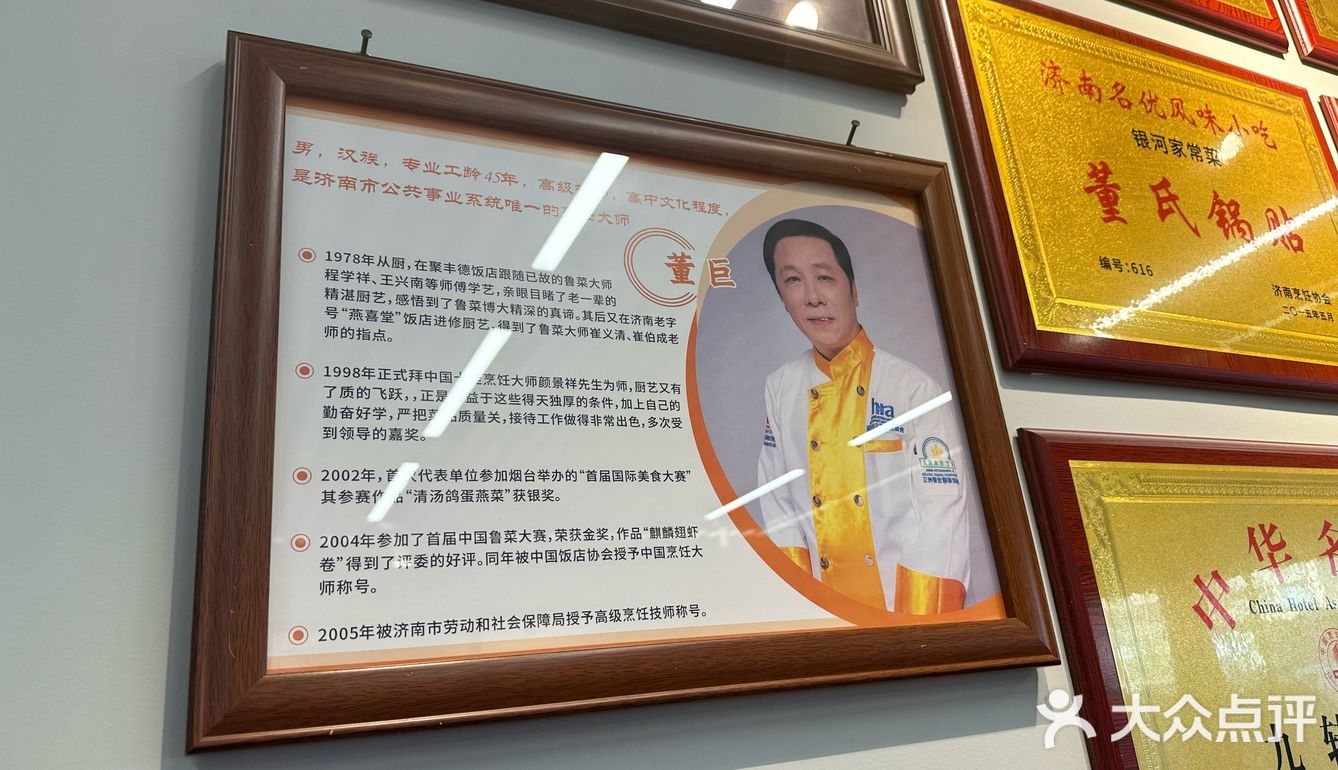 男，汉族，专业工龄45年，高级 高中文化程度，
是济南市公共事业系统唯一的 大师
董 巨
1978年从厨，在聚丰德饭店跟随已故的鲁菜大师
程学祥、王兴南等师傅学艺，亲眼目睹了老一辈的
精湛厨艺，感悟到了鲁菜博大精深的真谛。其后又在济南老字
号“燕喜堂”饭店进修厨艺，得到了鲁菜大师崔义清、崔伯成老
师的指点。
1998年正式拜中国 烹饪大师颜景祥先生为师，厨艺又有
了质的飞跃，，正是 益于这些得天独厚的条件，加上自己的
勤奋好学，严把 品质量关，接待工作做得非常出色，多次受
到领导的嘉奖。
2002年，首次代表单位参加烟台举办的“首届国际美食大赛”
其参赛作品“清汤鸽蛋燕菜”获银奖。
2004年参加了首届中国鲁菜大赛，荣获金奖，作品“麒麟翅虾
卷”得到了评委的好评。同年被中国饭店协会授予中国烹饪大
师称号。
2005年被济南市劳动和社会保障局授予高级烹饪技师称号。
济南名优风味小吃
银河家常菜
董氏锅贴
编号：616
济南烹饪协会
二〇一五年五月
中华名
China Hotel As
九转
大众点评